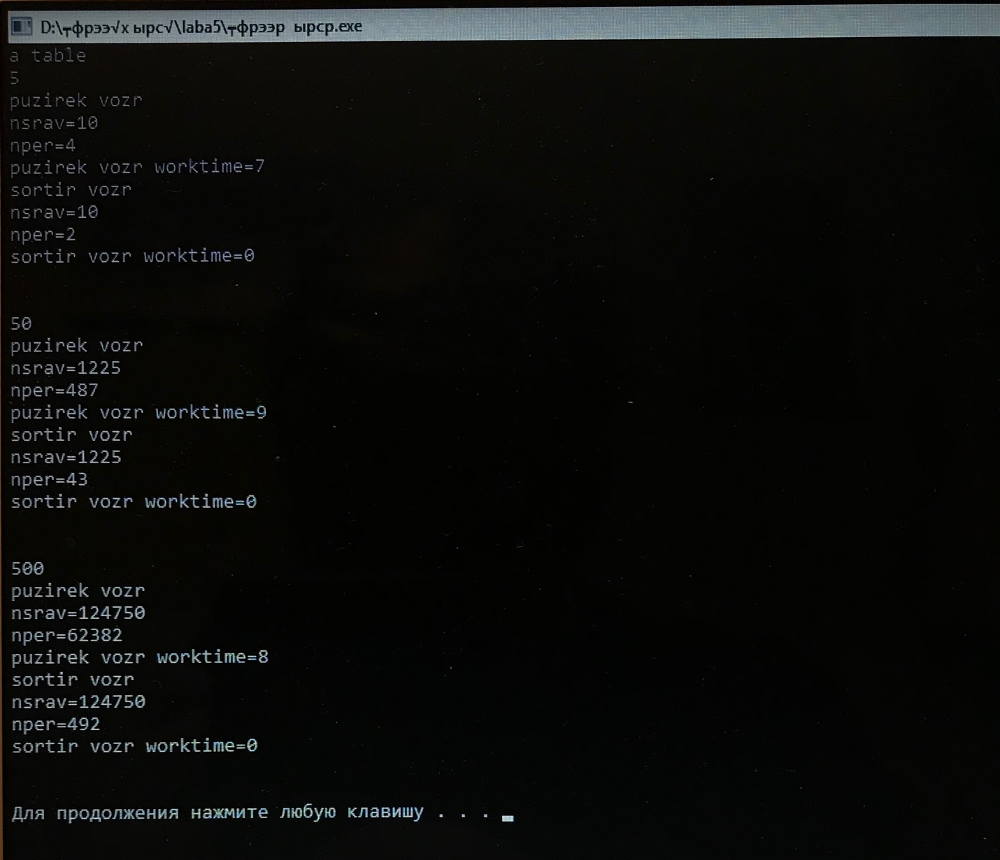 D:\┬фрээ√х ырс√\laba5\┬фрээр  ырср.exe
a table
5
puzirek vozr
nsrav=10
nper=4
puzirek vozr worktime=7
sortir vozr
nsrav=10
nper=2
sortir vozr worktime=0
50
puzirek vozr
nsrav=1225
nper=487
puzirek vozr worktime=9
sortir vozr
nsrav=1225
nper=43
sortir vozr worktime=0
500
puzirek vozr
nsrav=124750
nper=62382
puzirek vozr worktime=8
sortir vozr
nsrav=124750
nper=492
sortir vozr worktime=0
Для продолжения нажмите любую клавишу . . .